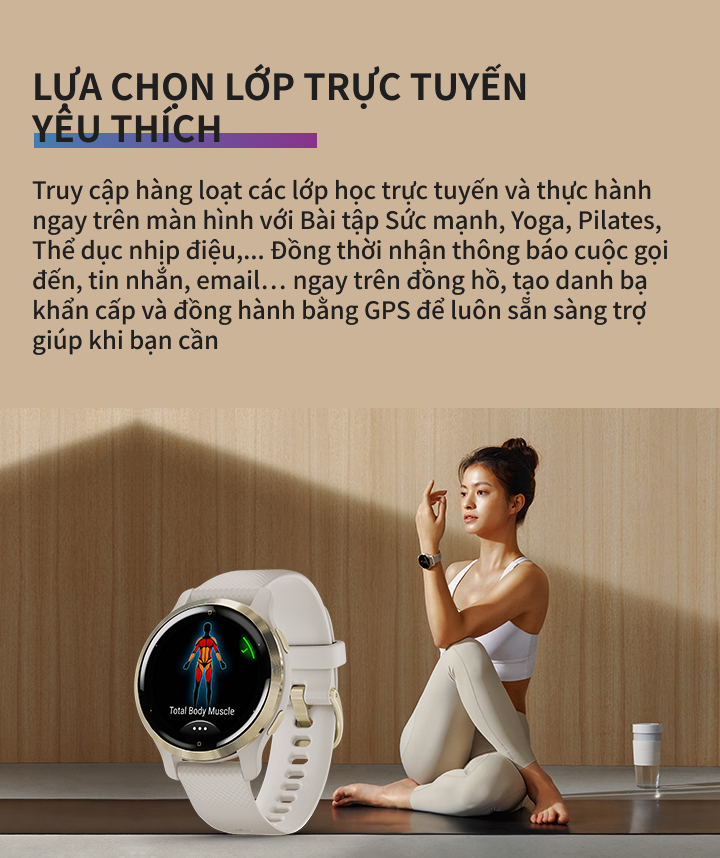 LỰA CHỌN LỚP TRỰC TUYẾN
YÊU THÍCH
Truy cập hàng loạt các lớp học trực tuyến và thực hành
ngay trên màn hình với Bài tập Sức mạnh, Yoga, Pilates,
Thể dục nhịp điệu,... Đồng thời nhận thông báo cuộc gọi
đến, tin nhắn, email... ngay trên đồng hồ, tạo danh bạ
khẩn cấp và đồng hành bằng GPS để luôn sẵn sàng trợ
giúp khi bạn cần
Total Body Muscle